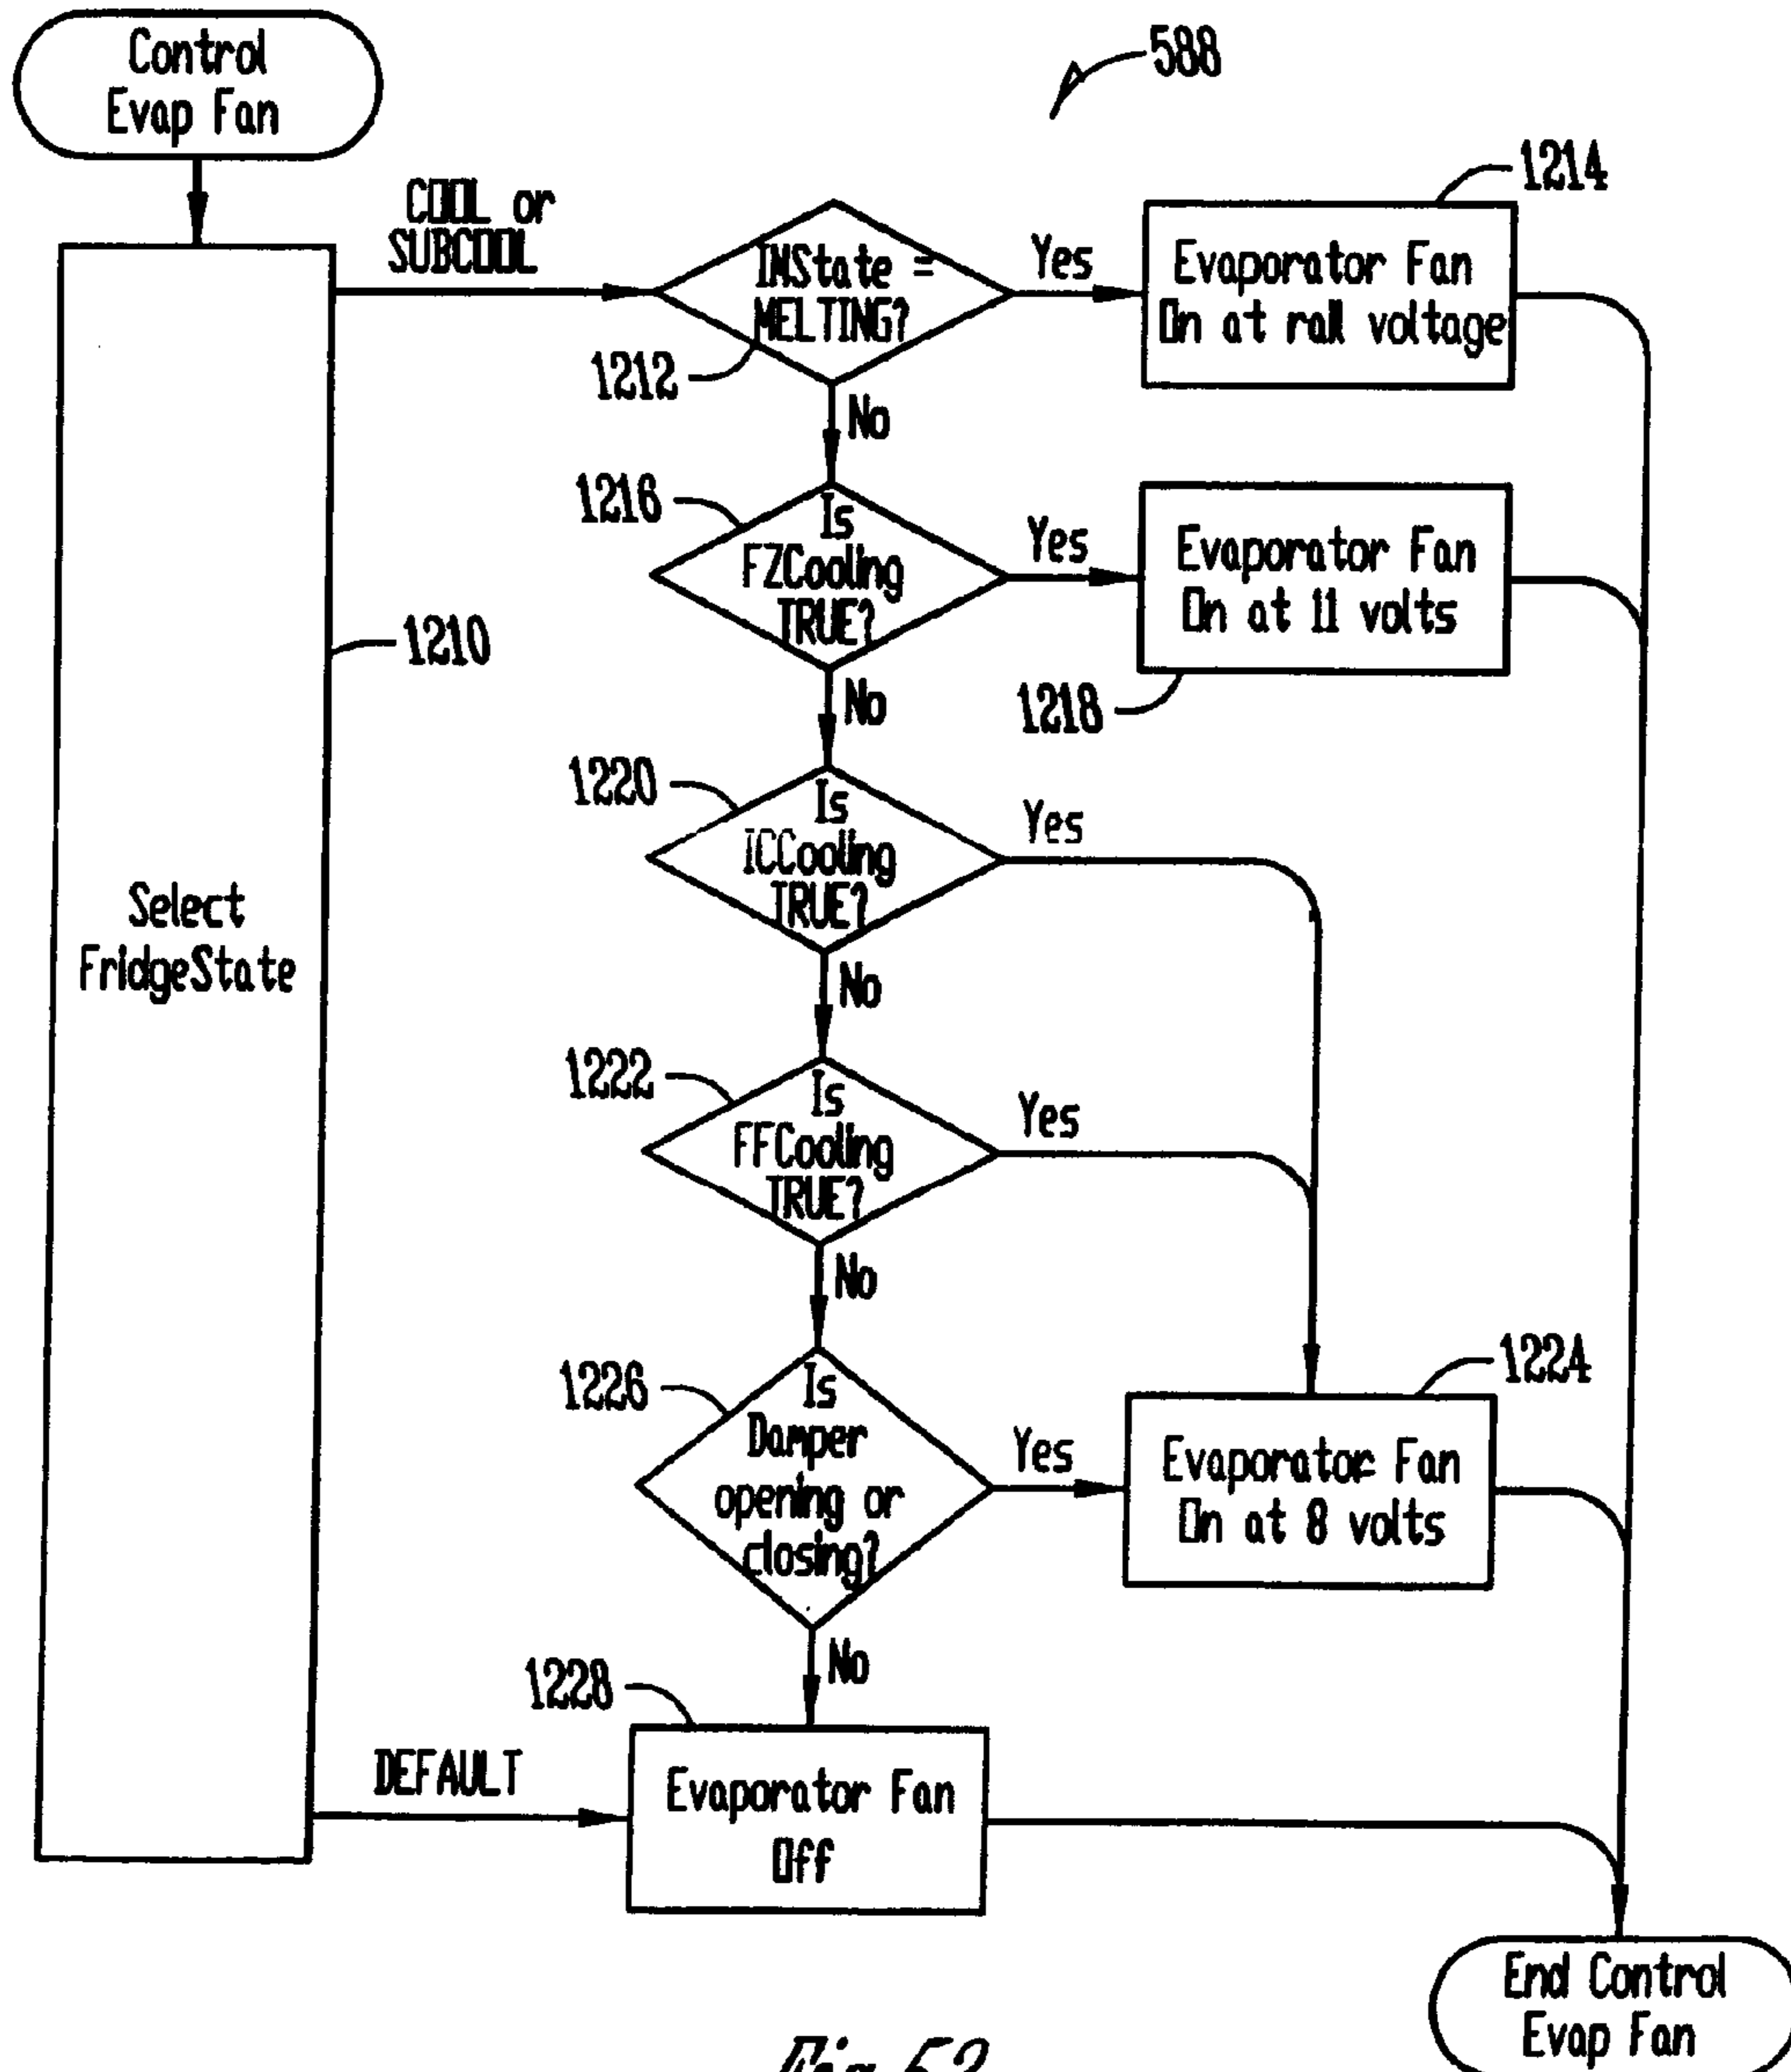 Control
Evap Fan
588
COOL or
SUBCOOL
IMState =
MELTING?
1212
Yes
1214
Evaporator Fan
On at rail voltage
No
1216
Is
FZCooling
TRUE?
Yes
Evaporator Fan
On at 11 volts
1218
No
1210
Select
FridgeState
1220
Is
ICCooling
TRUE?
Yes
No
1222
Is
FFCooling
TRUE?
Yes
No
1226
Is
Damper
opening or
closing?
Yes
1224
Evaporator Fan
On at 8 volts
No
1228
DEFAULT
Evaporator Fan
Off
End Control
Evap Fan
Fig. 52